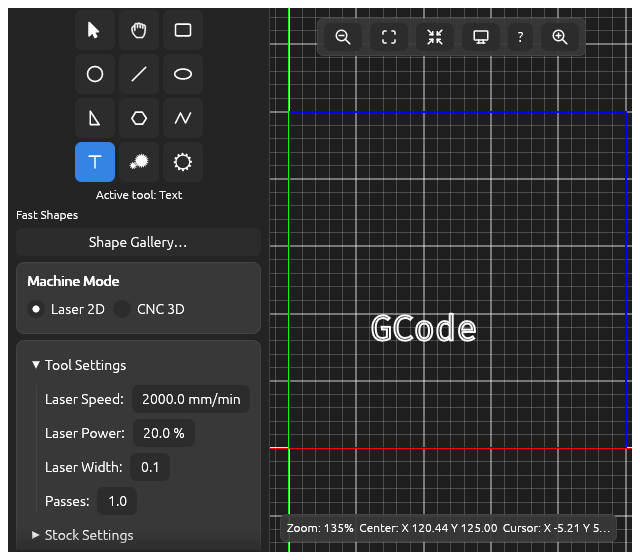 ?
Active tool: Text
Fast Shapes
Shape Gallery...
Machine Mode
Laser 2D CNC 3D
Tool Settings
Laser Speed: 2000.0 mm/min
Laser Power: 20.0 %
Laser Width: 0.1
Passes: 1.0
Stock Settings
GCode
Zoom: 135% Center: X 120.44 Y 125.00 Cursor: X -5.21 Y 5...